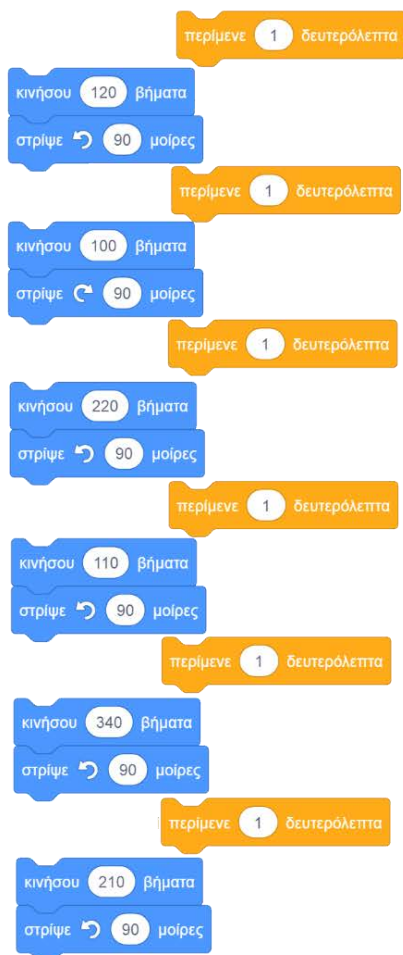 περίμενε 1 δευτερόλεπτα
κινήσου 120 βήματα
στρίψε 90 μοίρες
περίμενε 1 δευτερόλεπτα
κινήσου 100 βήματα
στρίψε 90 μοίρες
περίμενε 1 δευτερόλεπτα
κινήσου 220 βήματα
στρίψε 90 μοίρες
περίμενε 1 δευτερόλεπτα
κινήσου 110 βήματα
στρίψε 90 μοίρες
περίμενε 1 δευτερόλεπτα
κινήσου 340 βήματα
στρίψε 90 μοίρες
περίμενε 1 δευτερόλεπτα
κινήσου 210 βήματα
στρίψε 90 μοίρες